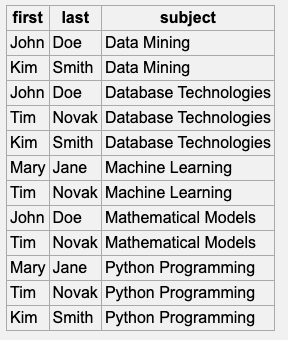 first last subject
John Doe Data Mining
Kim Smith Data Mining
John Doe Database Technologies
Tim Novak Database Technologies
Kim Smith Database Technologies
Mary Jane Machine Learning
Tim Novak Machine Learning
John Doe Mathematical Models
Tim Novak Mathematical Models
Mary Jane Python Programming
Tim Novak Python Programming
Kim Smith Python Programming